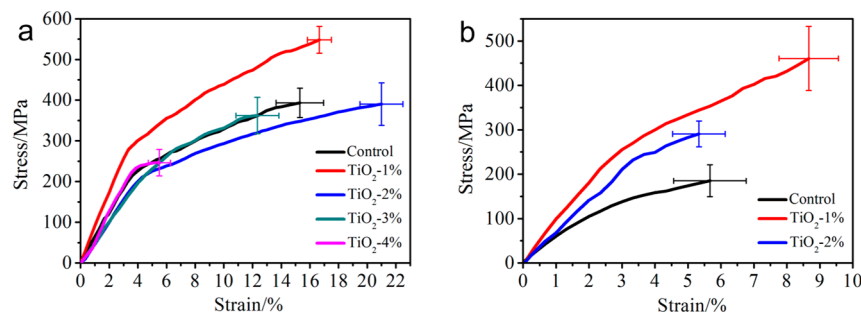 a
600
500
400
300
200
100
0
Stress/MPa
0 2 4 6 8 10 12 14 16 18 20 22
Strain/%
Control
TiO₂-1%
TiO₂-2%
TiO₂-3%
TiO₂-4%
b
500
400
300
200
100
0
Stress/MPa
0 1 2 3 4 5 6 7 8 9 10
Strain/%
Control
TiO₂-1%
TiO₂-2%